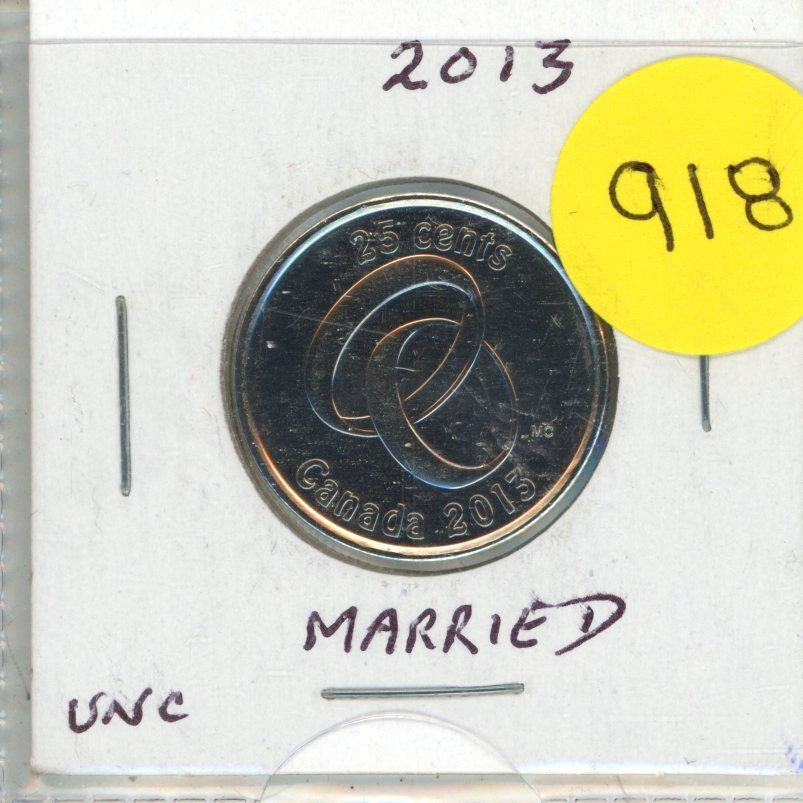 2013
918
25 cents
MC
Canada 2013
MARRIED
UNC